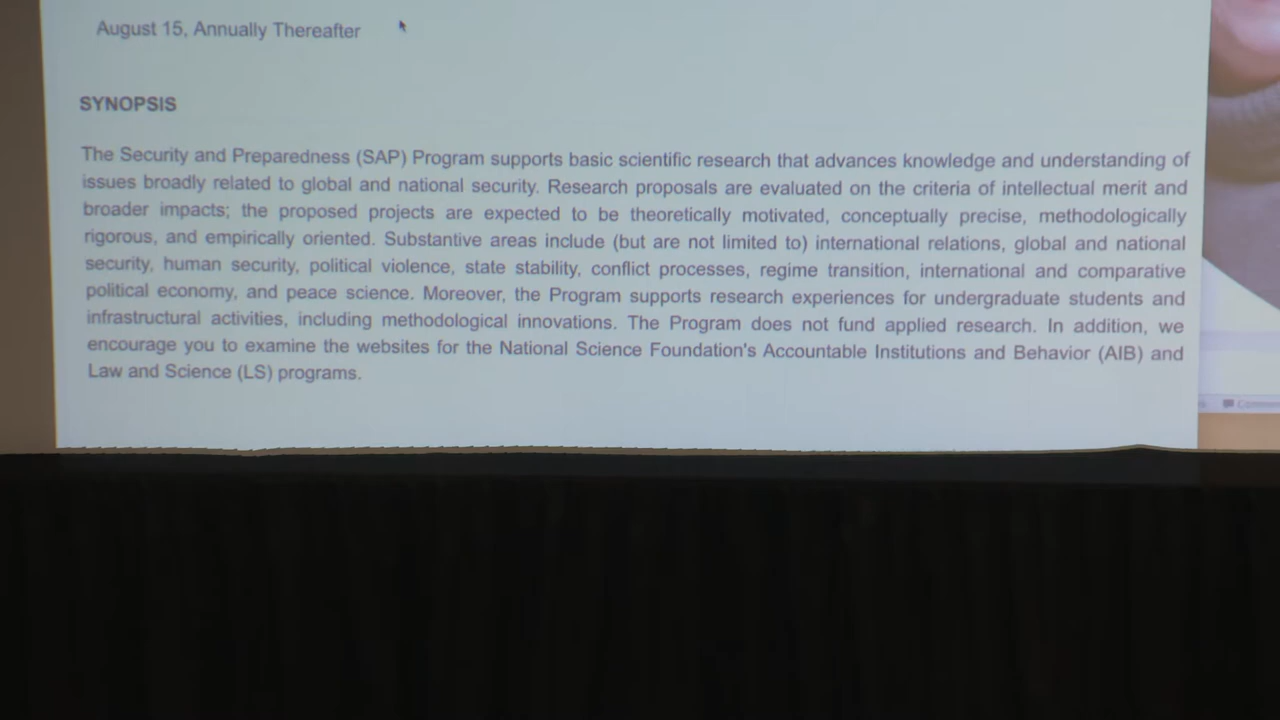 August 15, Annually Thereafter
SYNOPSIS
The Security and Preparedness (SAP) Program supports basic scientific research that advances knowledge and understanding of
issues broadly related to global and national security. Research proposals are evaluated on the criteria of intellectual merit and
broader impacts; the proposed projects are expected to be theoretically motivated, conceptually precise, methodologically
rigorous, and empirically oriented. Substantive areas include (but are not limited to) international relations, global and national
security, human security, political violence, state stability, conflict processes, regime transition, international and comparative
political economy, and peace science. Moreover, the Program supports research experiences for undergraduate students and
infrastructural activities, including methodological innovations. The Program does not fund applied research. In addition, we
encourage you to examine the websites for the National Science Foundation's Accountable Institutions and Behavior (AIB) and
Law and Science (LS) programs.